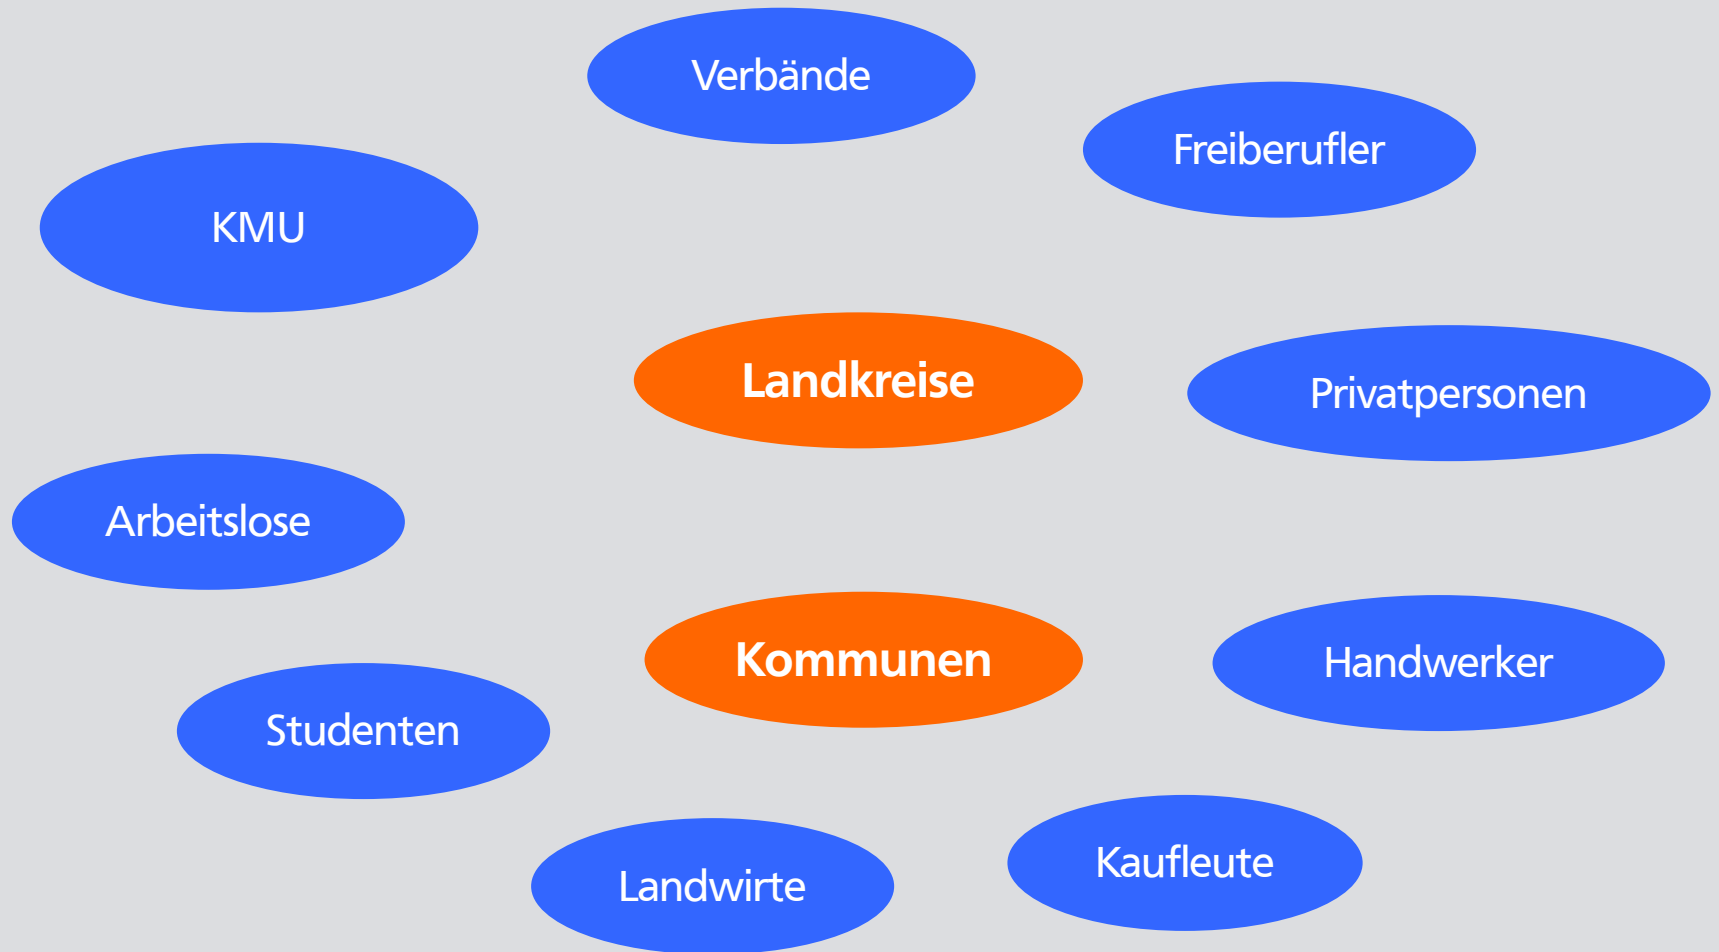 Verbände
Freiberufler
KMU
Landkreise
Privatpersonen
Arbeitslose
Kommunen
Handwerker
Studenten
Kaufleute
Landwirte